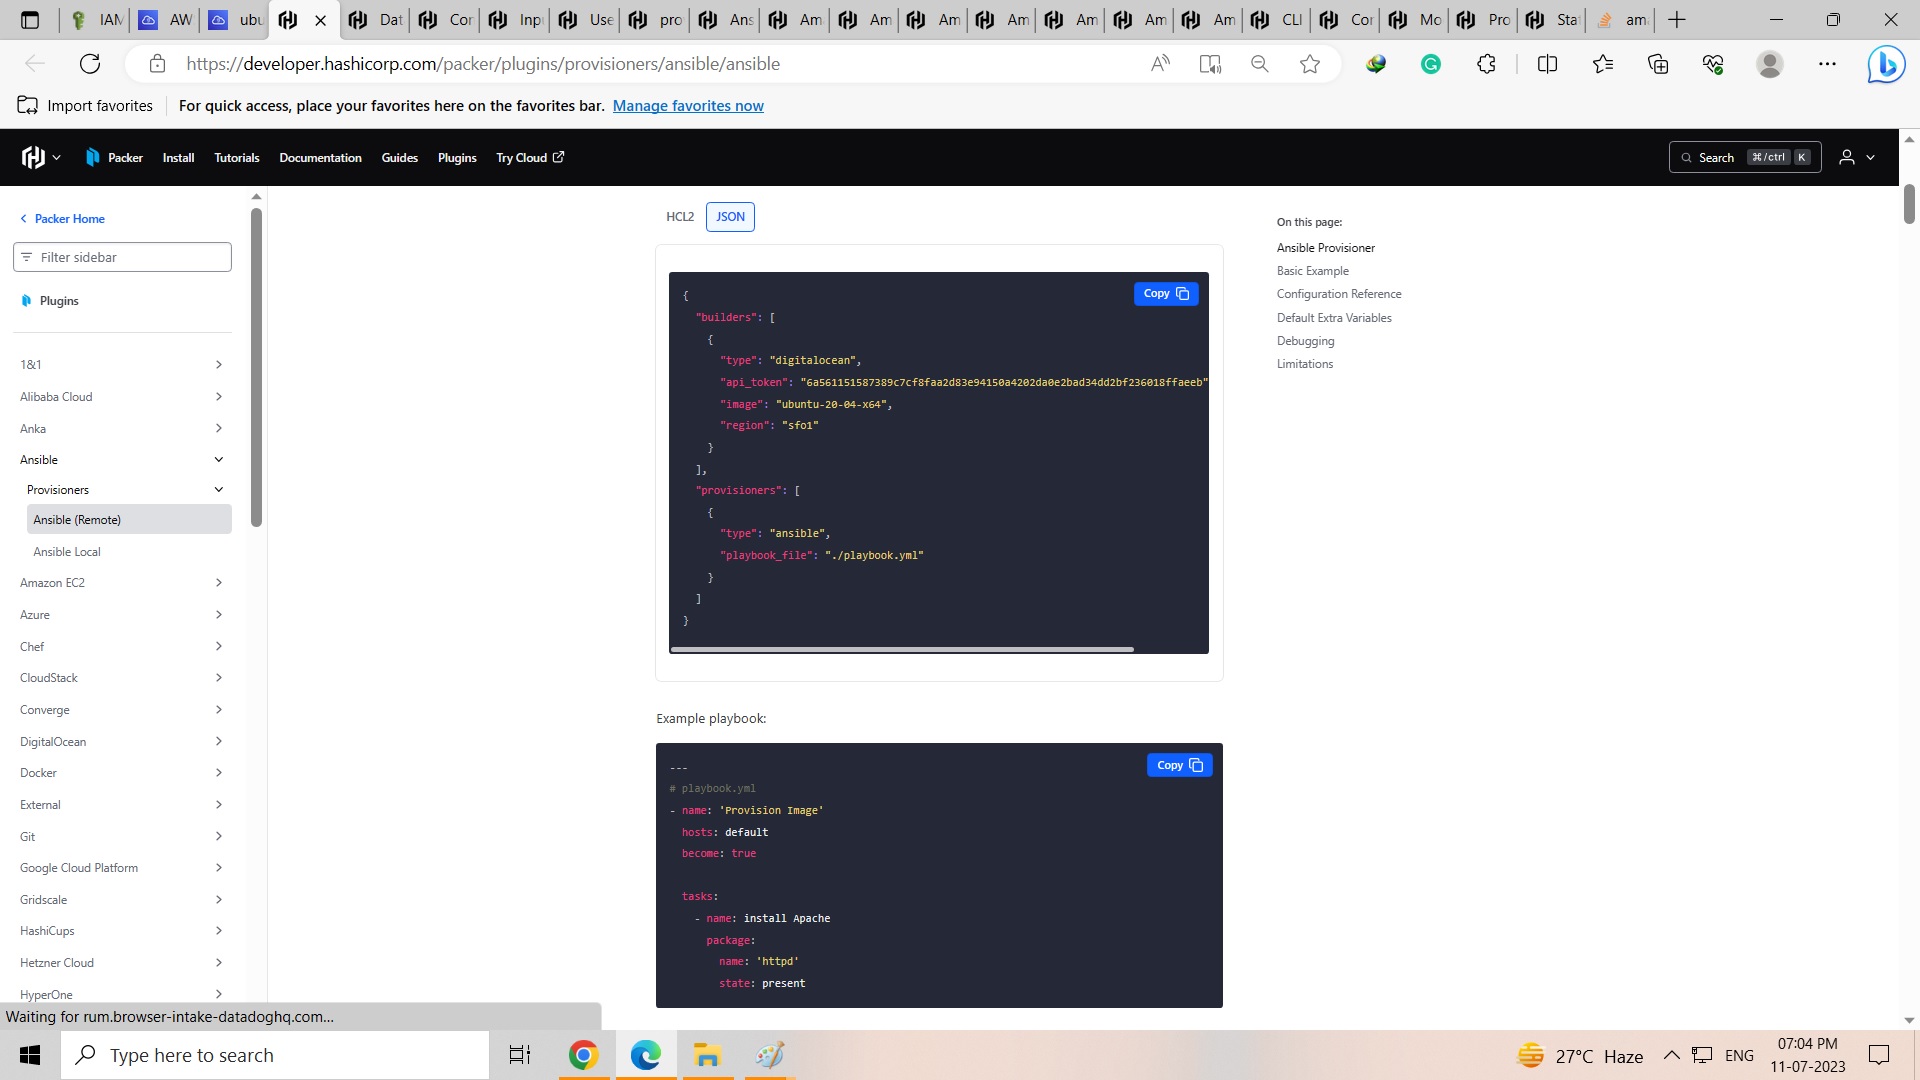 IAM
AW
ubu
Dat
Con
Inpu
Use
pro
Ans
Ama
Am
Am
Am
Am
Am
Am
CLI
Cor
Mo
Pro
Stat
ama
https://developer.hashicorp.com/packer/plugins/provisioners/ansible/ansible
Import favorites
For quick access, place your favorites here on the favorites bar. Manage favorites now
Packer
Install
Tutorials
Documentation
Guides
Plugins
Try Cloud
Search
⌘/ctrl
K
Packer Home
Filter sidebar
Plugins
1&1
Alibaba Cloud
Anka
Ansible
Provisioners
Ansible (Remote)
Ansible Local
Amazon EC2
Azure
Chef
CloudStack
Converge
DigitalOcean
Docker
External
Git
Google Cloud Platform
Gridscale
HashiCups
Hetzner Cloud
HyperOne
HCL2
JSON
Copy
{
"builders": [
{
"type": "digitalocean",
"api_token": "6a561151587389c7cf8faa2d83e94150a4202da0e2bad34dd2bf236018ffaeeb"
"image": "ubuntu-20-04-x64",
"region": "sfo1"
}
],
"provisioners": [
{
"type": "ansible",
"playbook_file": "./playbook.yml"
}
]
}
Example playbook:
Copy
---
# playbook.yml
- name: 'Provision Image'
hosts: default
become: true
tasks:
- name: install Apache
package:
name: 'httpd'
state: present
On this page:
Ansible Provisioner
Basic Example
Configuration Reference
Default Extra Variables
Debugging
Limitations
Waiting for rum.browser-intake-datadoghq.com...
Type here to search
27°C Haze
ENG
07:04 PM
11-07-2023